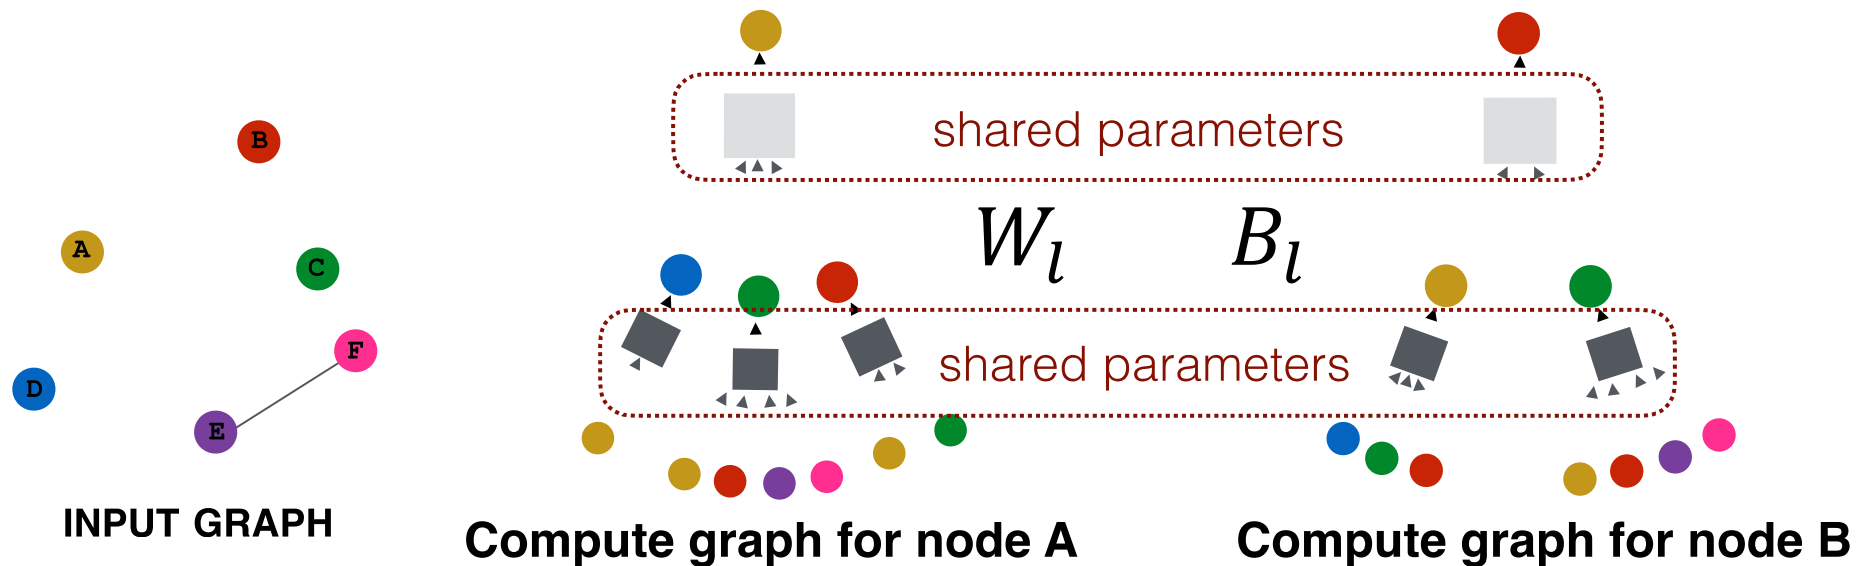 B
A
C
F
D
E
INPUT GRAPH
shared parameters
W_l B_l
shared parameters
Compute graph for node A
Compute graph for node B